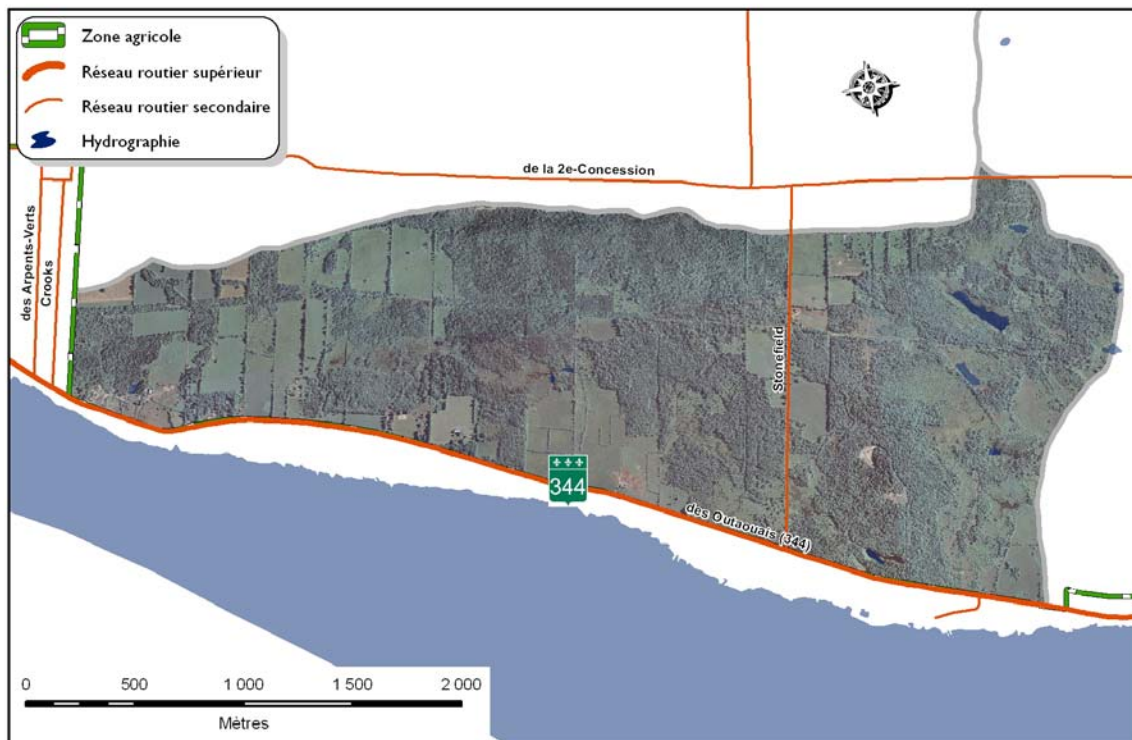 Zone agricole
Réseau routier supérieur
Réseau routier secondaire
Hydrographie
de la 2e-Concession
des Arpents-Verts
Crooks
Stonefield
344
des Outaouais (344)
0 500 1 000 1 500 2 000
Mètres